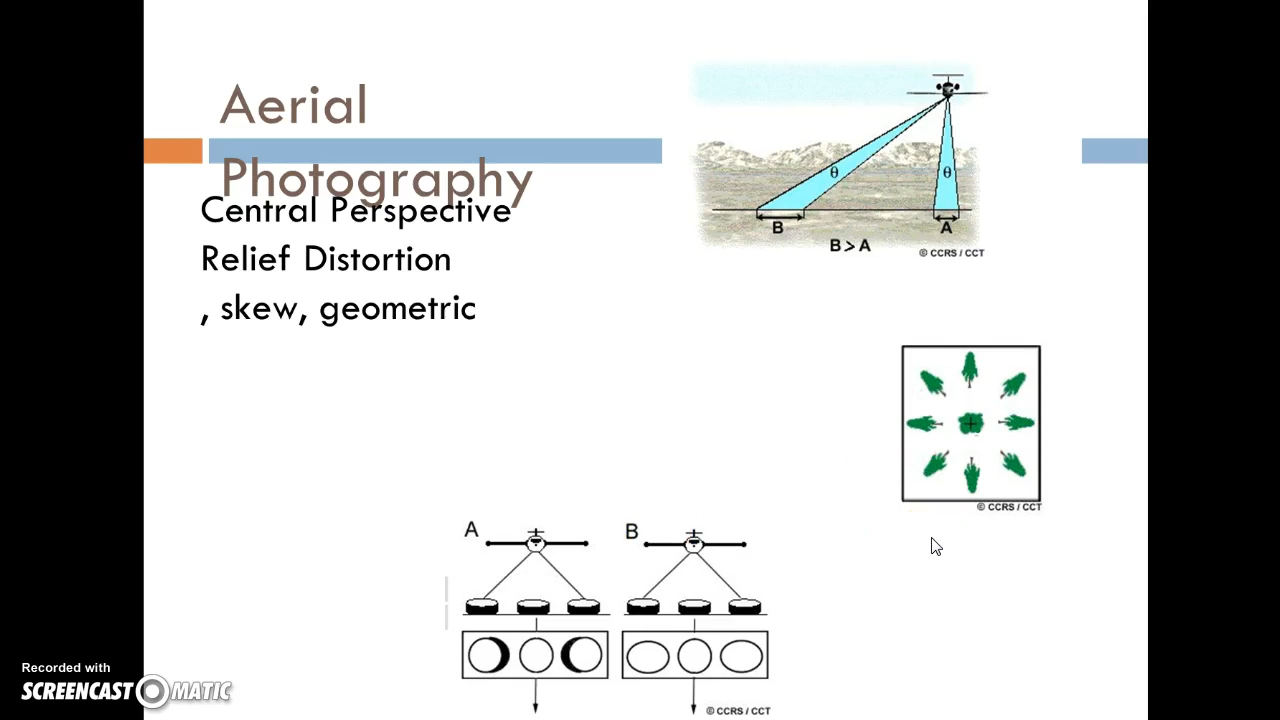 Aerial
Photography
Central Perspective
Relief Distortion
, skew, geometric
θ
θ
B
A
B > A
© CCRS / CCT
© CCRS / CCT
A
B
© CCRS / CCT
Recorded with
SCREENCAST MATIC